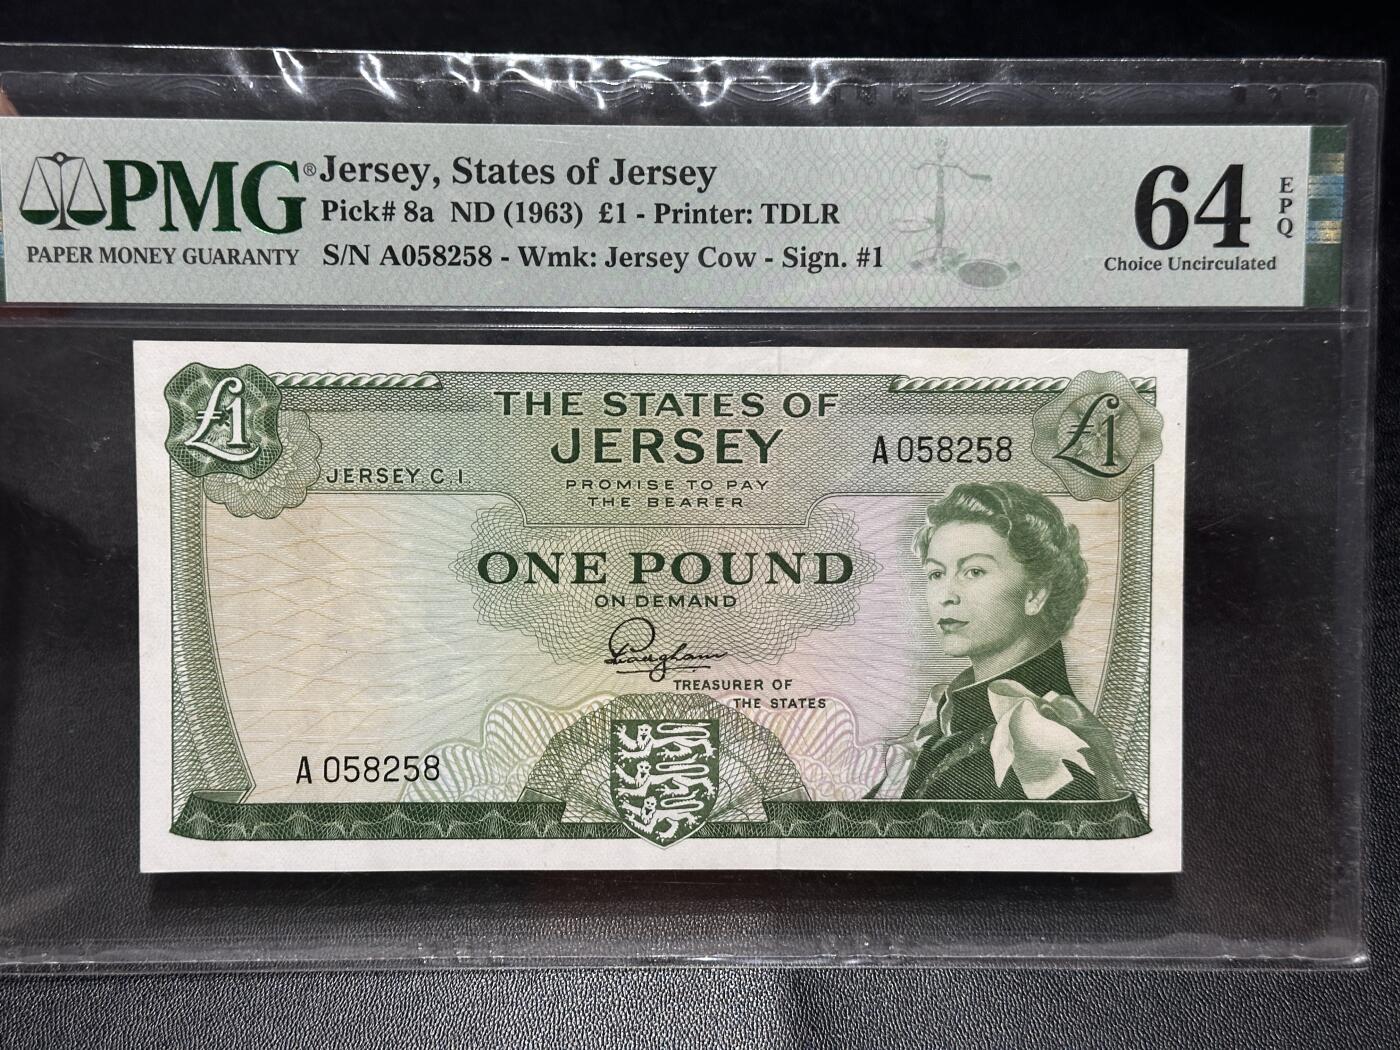 PMG®
PAPER MONEY GUARANTY
Jersey, States of Jersey
Pick# 8a ND (1963) £1 - Printer: TDLR
S/N A058258 - Wmk: Jersey Cow - Sign. #1
64
EPQ
Choice Uncirculated
£1
THE STATES OF
JERSEY
A 058258
£1
JERSEY. C. I.
PROMISE TO PAY
THE BEARER
ONE POUND
ON DEMAND
TREASURER OF
THE STATES
A 058258